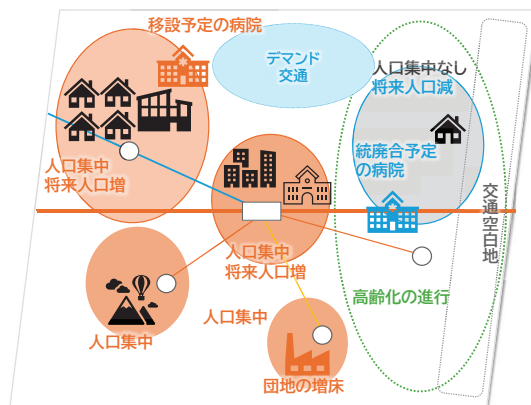 移設予定の病院
デマンド
交通
人口集中なし
将来人口減
人口集中
将来人口増
統廃合予定
の病院
交通空白地
人口集中
将来人口増
高齢化の進行
人口集中
人口集中
団地の増床